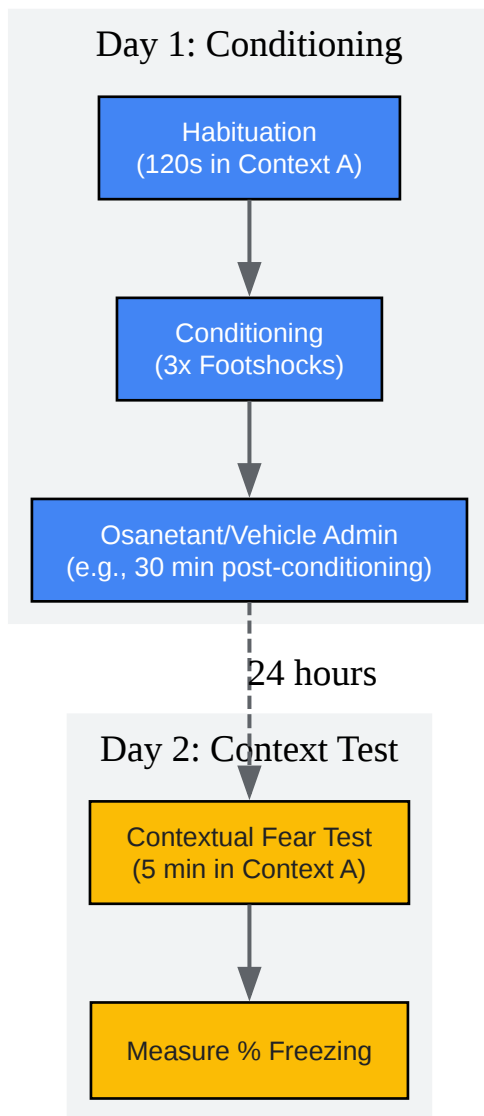 Day 1: Conditioning
Habituation
(120s in Context A)
Conditioning
(3x Footshocks)
Osanetant/Vehicle Admin
(e.g., 30 min post-conditioning)
24 hours
Day 2: Context Test
Contextual Fear Test
(5 min in Context A)
Measure % Freezing